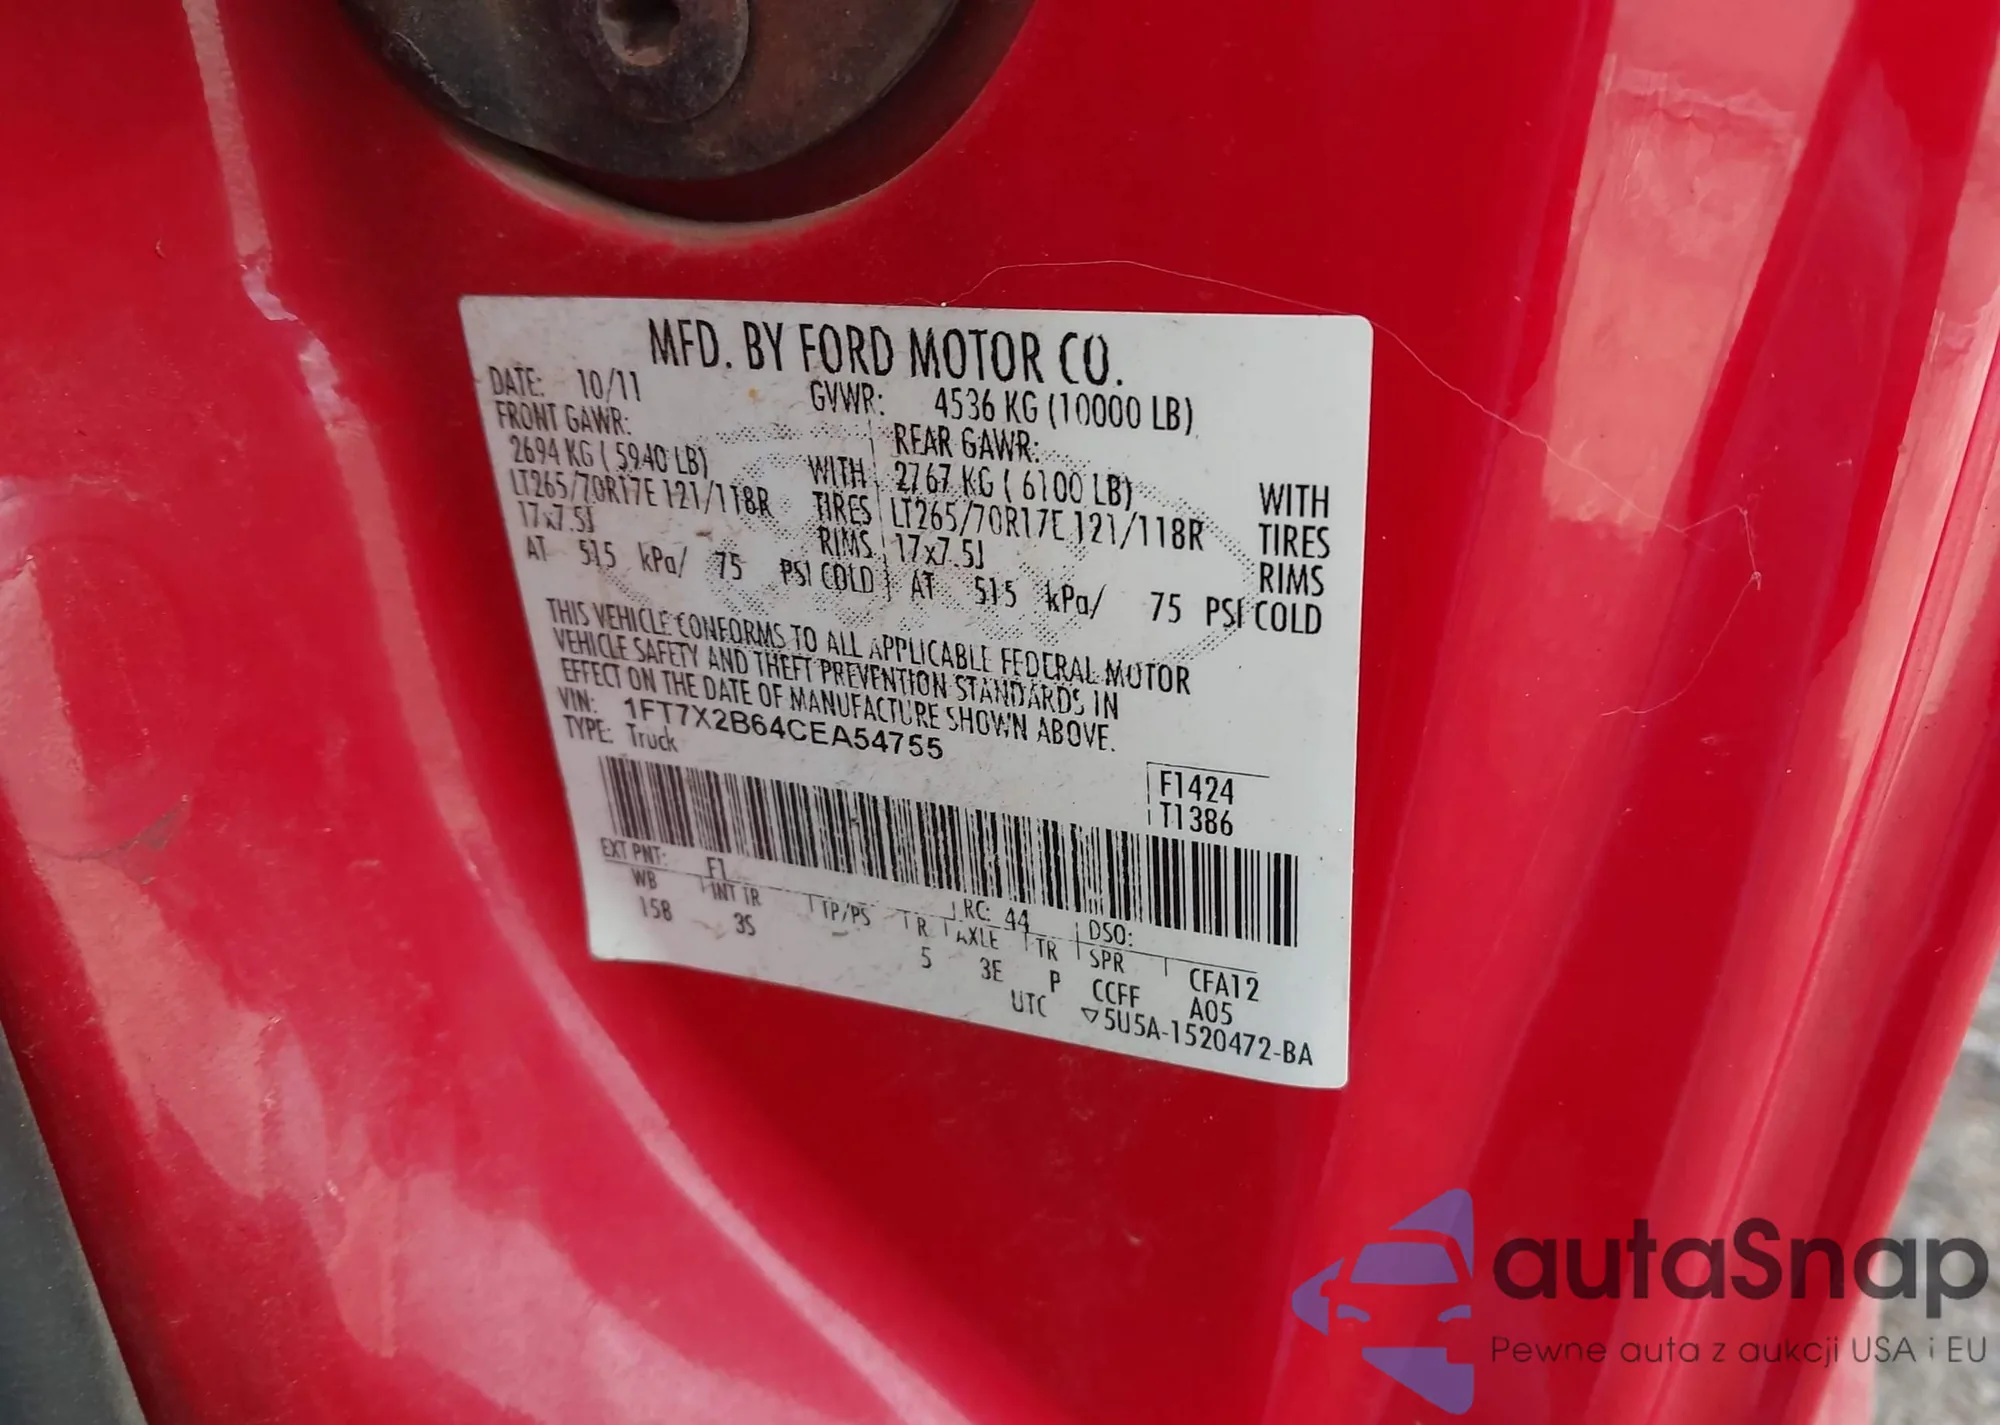 MFD. BY FORD MOTOR CO.
DATE: 10/11 GVWR: 4536 KG (10000 LB)
FRONT GAWR: REAR GAWR:
2694 KG ( 5940 LB) WITH 2767 KG ( 6100 LB) WITH
LT265/70R17E 121/118R TIRES LT265/70R17E 121/118R TIRES
17x7.5J RIMS 17x7.5J RIMS
AT 515 kPa/ 75 PSI COLD AT 515 kPa/ 75 PSI COLD
THIS VEHICLE CONFORMS TO ALL APPLICABLE FEDERAL MOTOR
VEHICLE SAFETY AND THEFT PREVENTION STANDARDS IN
EFFECT ON THE DATE OF MANUFACTURE SHOWN ABOVE.
VIN: 1FT7X2B64CEA54755
TYPE: Truck
F1424
T1386
EXT PNT: F1 RC: 44 DSO:
WB INT TR TP/PS R AXLE TR SPR CFA12
158 3S 5 3E P CCFF A05
UTC ▽5U5A-1520472-BA
autaSnap
Pewne auta z aukcji USA i EU